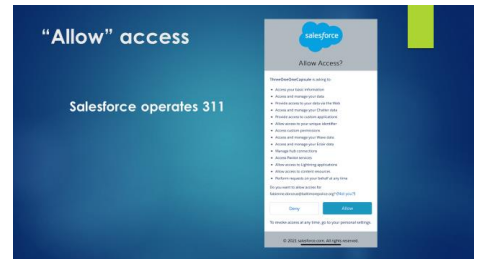 “Allow” access
Salesforce operates 311
salesforce
Allow Access?
ThreeOneOneCapsule is asking to:
• Access your basic information
• Access and manage your data
• Provide access to your data via the Web
• Access and manage your Chatter data
• Provide access to custom applications
• Allow access to your unique identifier
• Access custom permissions
• Access and manage your Wave data
• Access and manage your Eclair data
• Manage hub connections
• Access Pardot services
• Allow access to Lightning applications
• Allow access to content resources
• Perform requests on your behalf at any time
Do you want to allow access for
(Not you?)
Deny
Allow
To revoke access at any time, go to your personal settings.
© 2020 salesforce.com. All rights reserved.